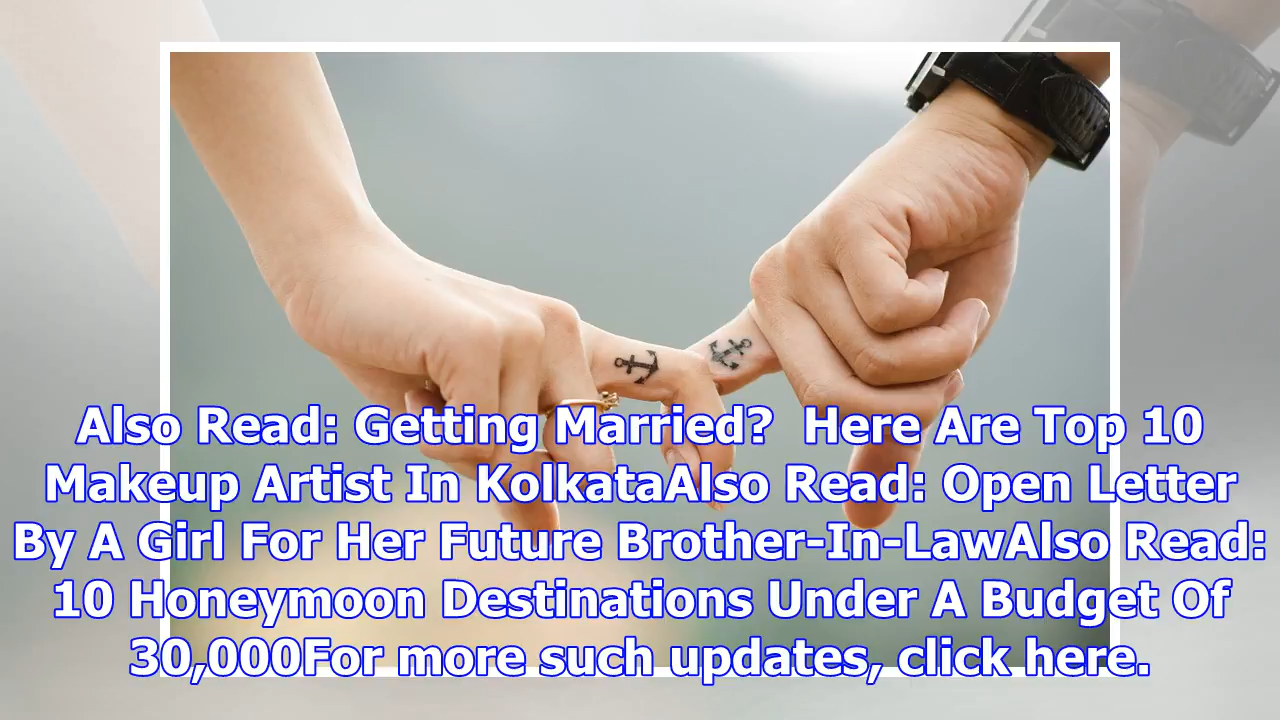 Also Read: Getting Married?  Here Are Top 10
Makeup Artist In KolkataAlso Read: Open Letter
By A Girl For Her Future Brother-In-LawAlso Read:
10 Honeymoon Destinations Under A Budget Of
30,000For more such updates, click here.